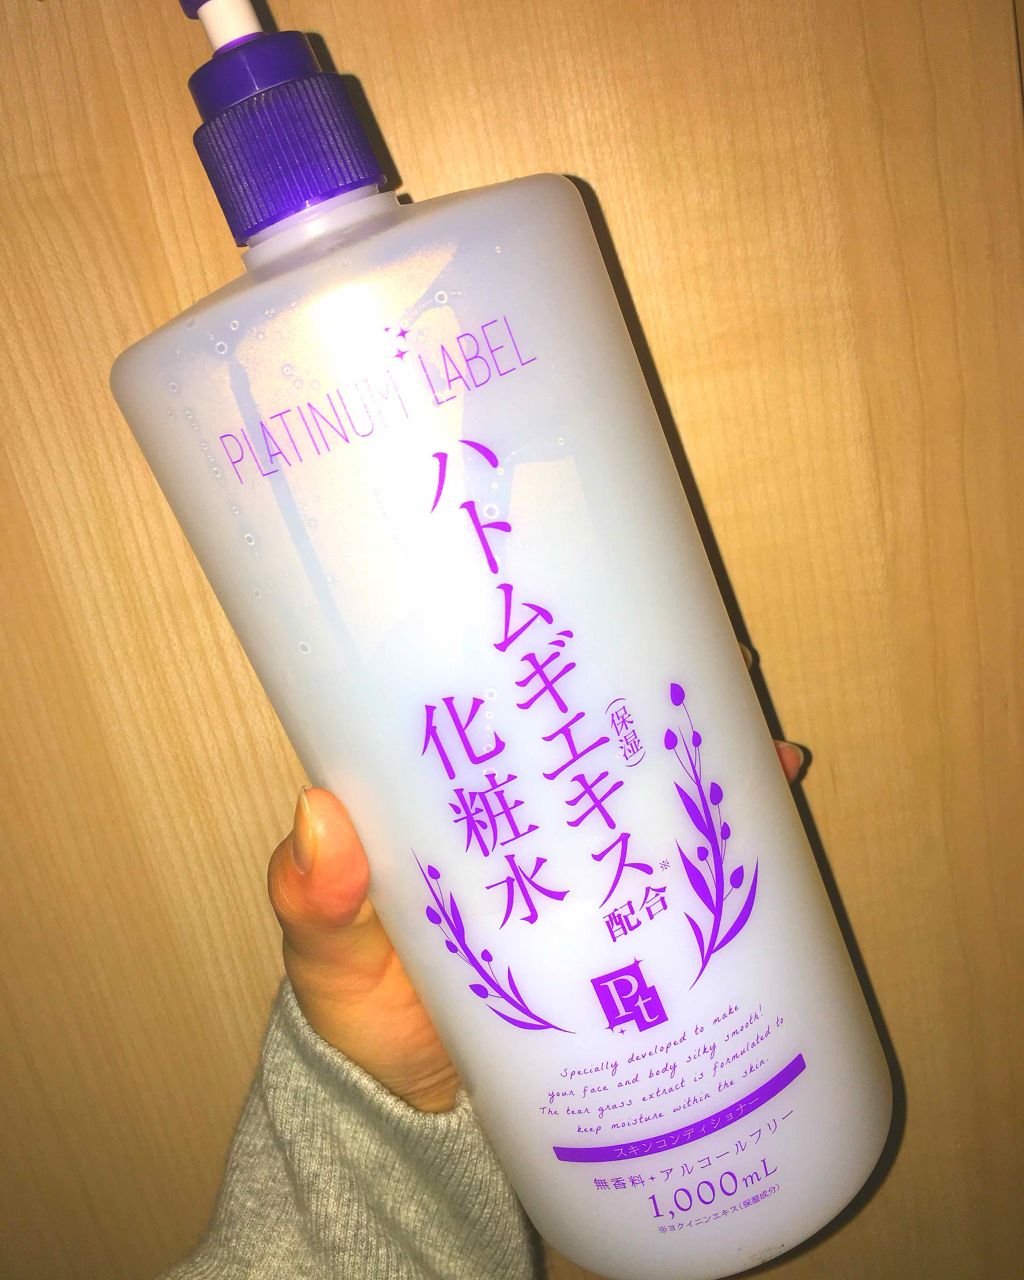 PLATINUM LABEL
ハトムギエキス
(保湿)
配合※
化粧水
Pt
Specially developed to make
your face and body silky smooth!
The tear grass extract is formulated to
keep moisture within the skin.
スキンコンディショナー
無香料+アルコールフリー
1,000mL
※ヨクイニンエキス(保湿成分)